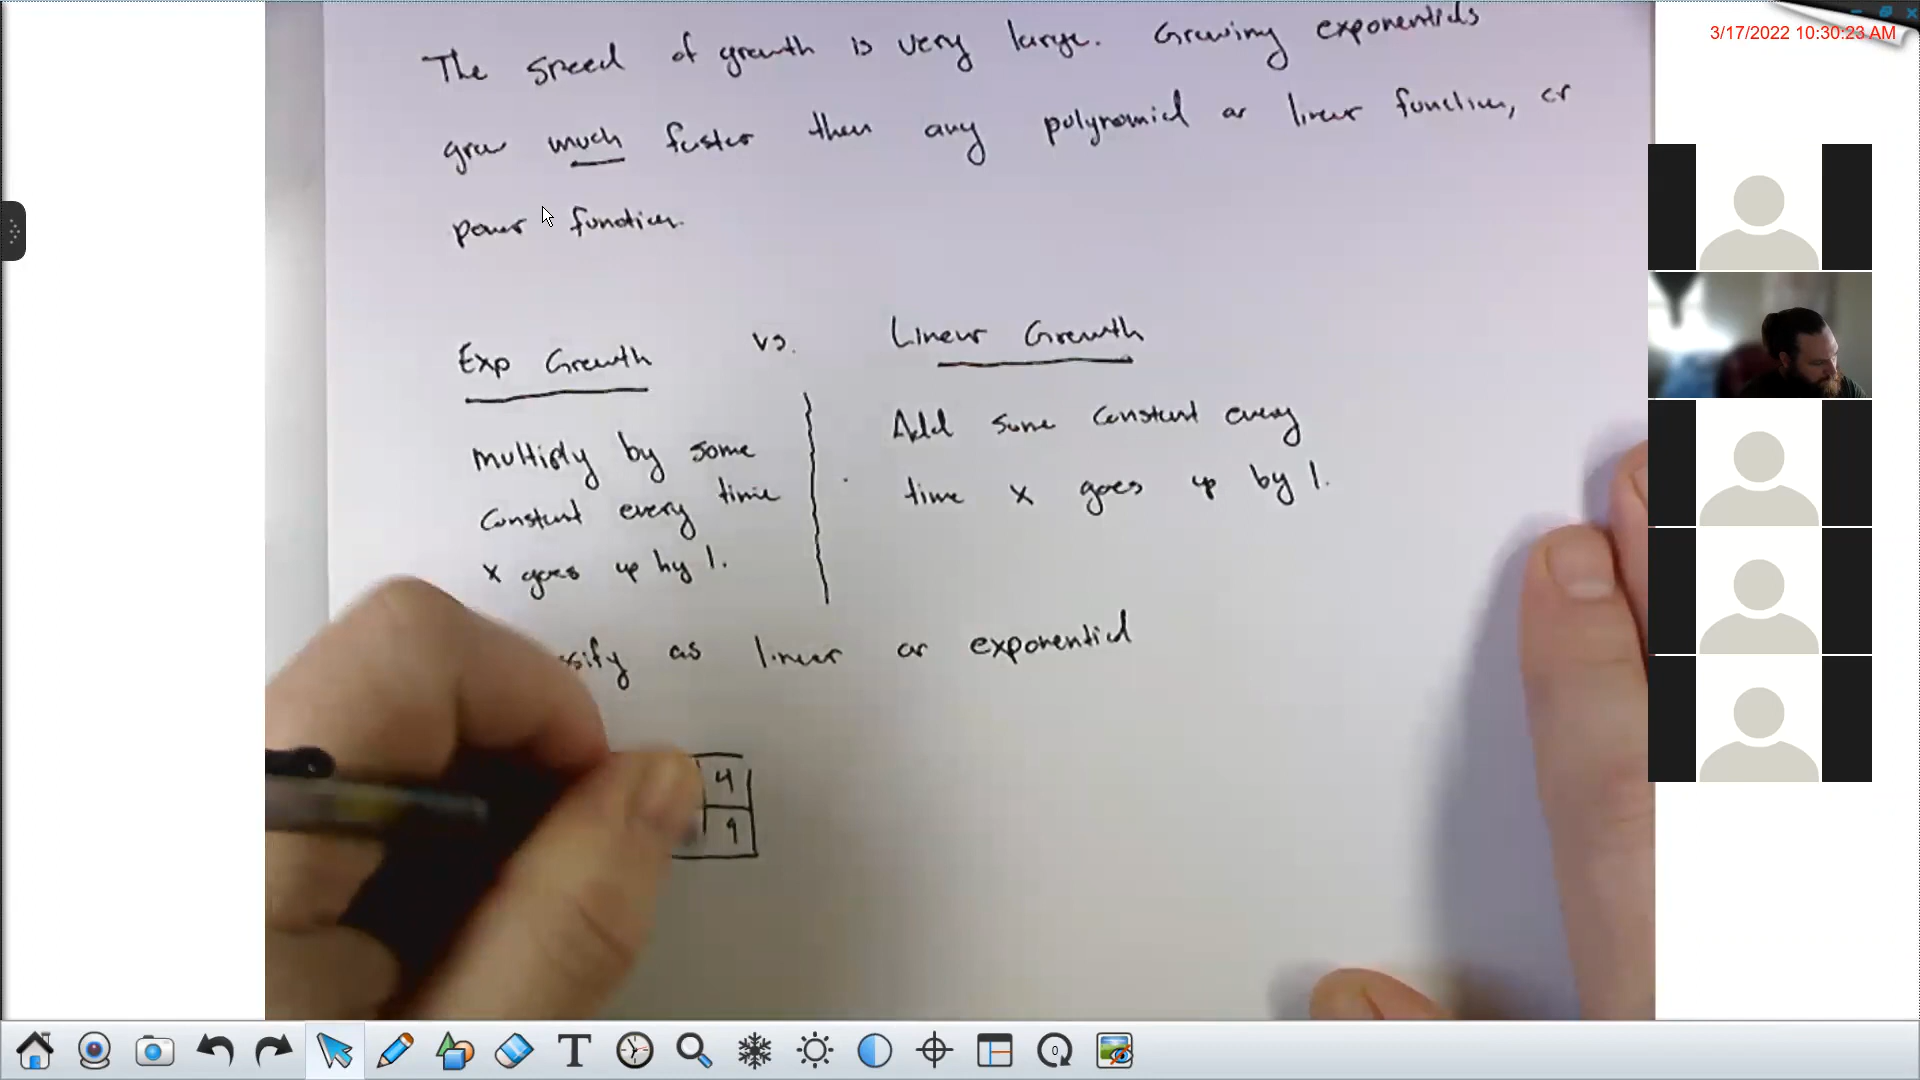 3/17/2022 10:30:23 AM
The speed of growth is very large. Growing exponentials
grow much faster then any polynomial or linear function, or
power function.
Exp Growth vs. Linear Growth
Multiply by some
constant every time
x goes up by 1.
Add some constant every
time x goes up by 1.
ssify as linear or exponential
4
9
T
0